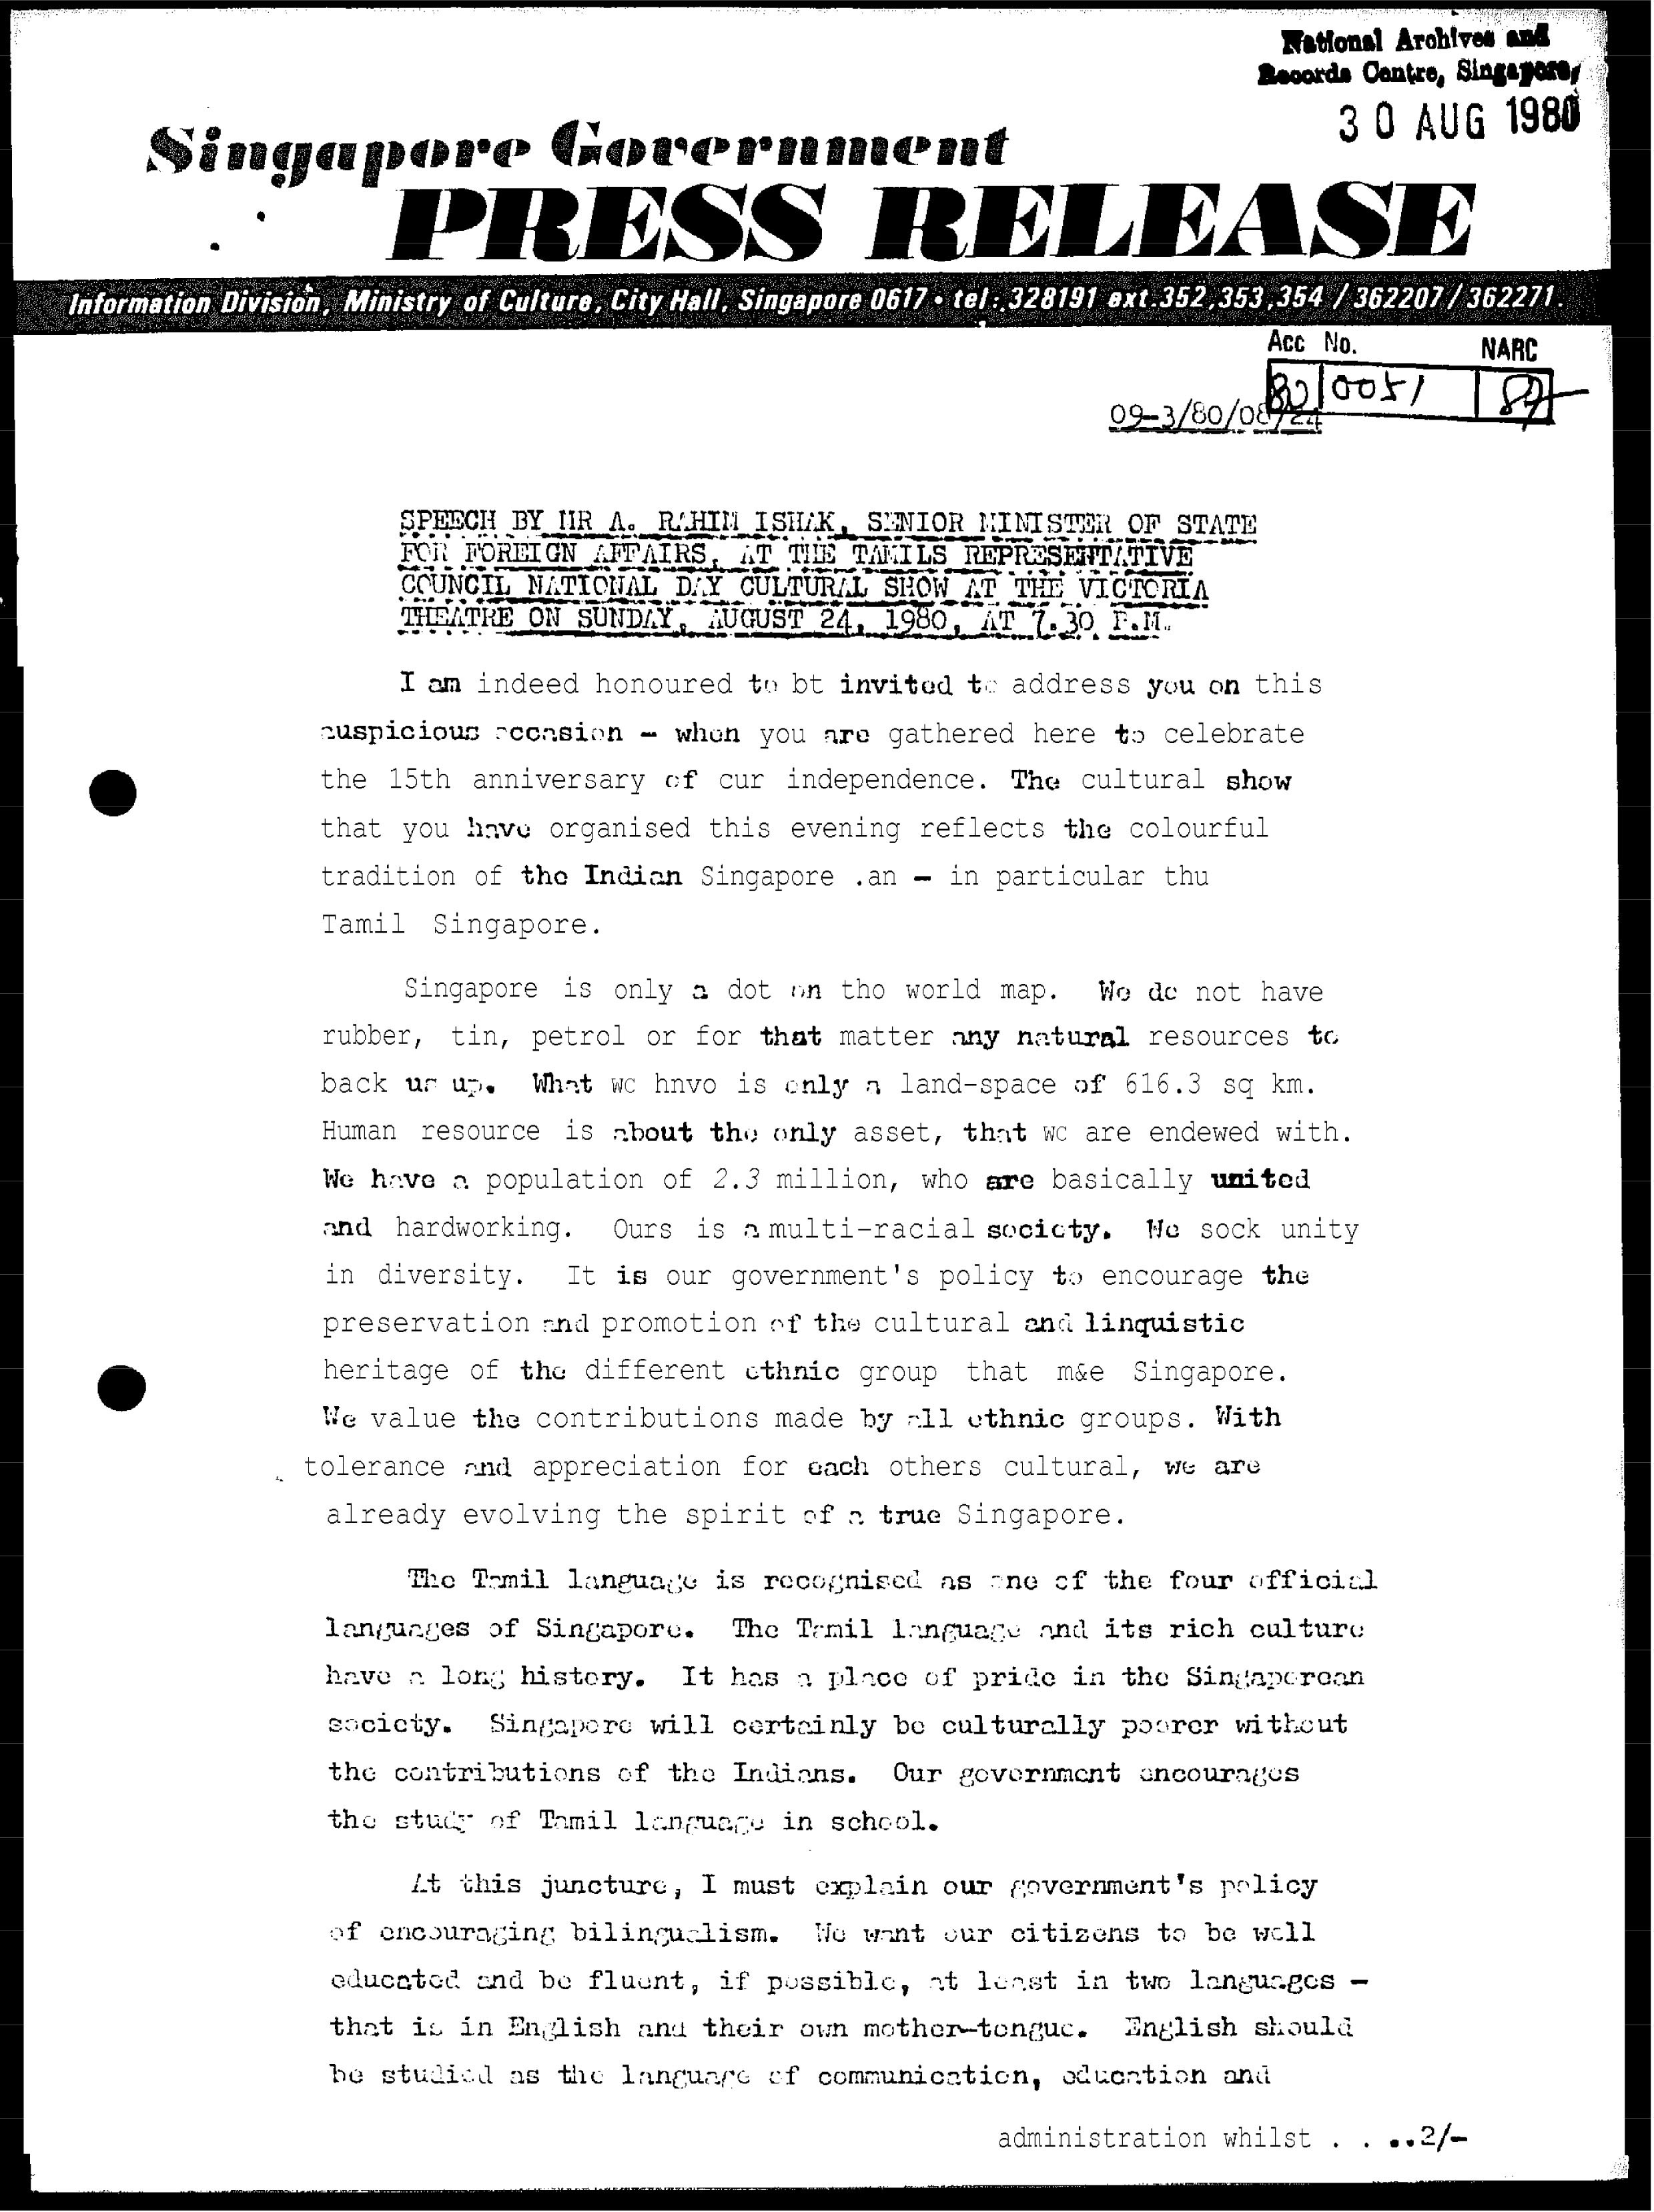 National Archives and
Records Centre, Singapore,
30 AUG 1980
Singapore Government
PRESS RELEASE
Information Division, Ministry of Culture, City Hall, Singapore 0617 • tel: 328191 ext. 352, 353, 354 / 362207 / 362271.
Acc No. NARC
80 0051
09-3/80/08/24
SPEECH BY MR A. RAHIM ISHAK, SENIOR MINISTER OF STATE
FOR FOREIGN AFFAIRS, AT THE TAMILS REPRESENTATIVE
COUNCIL NATIONAL DAY CULTURAL SHOW AT THE VICTORIA
THEATRE ON SUNDAY, AUGUST 24, 1980, AT 7.30 P.M.
I am indeed honoured to bt invited to address you on this
auspicious occasion - when you are gathered here to celebrate
the 15th anniversary of cur independence. The cultural show
that you have organised this evening reflects the colourful
tradition of the Indian Singapore .an - in particular thu
Tamil Singapore.
Singapore is only a dot on tho world map. We do not have
rubber, tin, petrol or for that matter any natural resources to
back us up. What wc hnvo is only a land-space of 616.3 sq km.
Human resource is about the only asset, that wc are endewed with.
We have a population of 2.3 million, who are basically united
and hardworking. Ours is a multi-racial society. We sock unity
in diversity. It is our government's policy to encourage the
preservation and promotion of the cultural and linquistic
heritage of the different ethnic group that m&e Singapore.
We value the contributions made by all ethnic groups. With
tolerance and appreciation for each others cultural, we are
already evolving the spirit of a true Singapore.
The Tamil language is recognised as one of the four official
languages of Singapore. The Tamil language and its rich culture
have a long history. It has a place of pride in the Singaporean
society. Singapore will certainly be culturally poorer without
the contributions of the Indians. Our government encourages
the study of Tamil language in school.
At this juncture, I must explain our government's policy
of encouraging bilingualism. We want our citizens to be well
educated and be fluent, if possible, at least in two languages -
that is in English and their own mother-tongue. English should
be studied as the language of communication, education and
administration whilst . . ..2/-